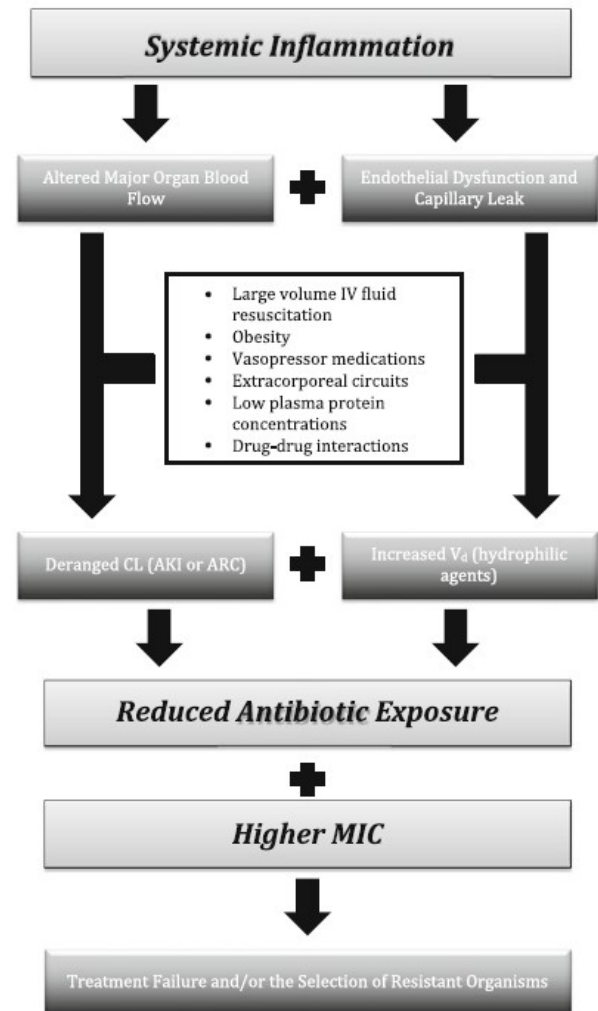 Systemic Inflammation
Altered Major Organ Blood
Flow
Endothelial Dysfunction and
Capillary Leak
• Large volume IV fluid
resuscitation
• Obesity
• Vasopressor medications
• Extracorporeal circuits
• Low plasma protein
concentrations
• Drug-drug interactions
Deranged CL (AKI or ARC)
Increased Vd (hydrophilic
agents)
Reduced Antibiotic Exposure
Higher MIC
Treatment Failure and/or the Selection of Resistant Organisms